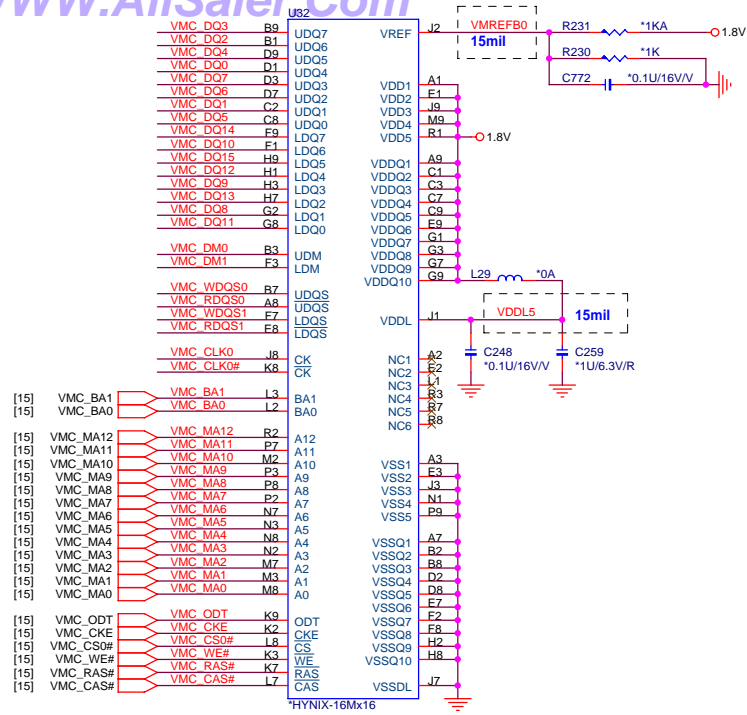 WWW.AllSaler.Com
U32
VMC_DQ3 B9 UDQ7
VMC_DQ2 B1 UDQ6
VMC_DQ4 D9 UDQ5
VMC_DQ0 D1 UDQ4
VMC_DQ7 D3 UDQ3
VMC_DQ6 D7 UDQ2
VMC_DQ1 C2 UDQ1
VMC_DQ5 C8 UDQ0
VMC_DQ14 F9 LDQ7
VMC_DQ10 F1 LDQ6
VMC_DQ15 H9 LDQ5
VMC_DQ12 H1 LDQ4
VMC_DQ9 H3 LDQ3
VMC_DQ13 H7 LDQ2
VMC_DQ8 G2 LDQ1
VMC_DQ11 G8 LDQ0
VMC_DM0 B3 UDM
VMC_DM1 F3 LDM
VMC_WDQS0 B7 UDQS
VMC_RDQS0 A8 UDQS
VMC_WDQS1 F7 LDQS
VMC_RDQS1 E8 LDQS
VMC_CLK0 J8 CK
VMC_CLK0# K8 CK
[15] VMC_BA1 VMC_BA1 L3 BA1
[15] VMC_BA0 VMC_BA0 L2 BA0
[15] VMC_MA12 VMC_MA12 R2 A12
[15] VMC_MA11 VMC_MA11 P7 A11
[15] VMC_MA10 VMC_MA10 M2 A10
[15] VMC_MA9 VMC_MA9 P3 A9
[15] VMC_MA8 VMC_MA8 P8 A8
[15] VMC_MA7 VMC_MA7 P2 A7
[15] VMC_MA6 VMC_MA6 N7 A6
[15] VMC_MA5 VMC_MA5 N3 A5
[15] VMC_MA4 VMC_MA4 N8 A4
[15] VMC_MA3 VMC_MA3 N2 A3
[15] VMC_MA2 VMC_MA2 M7 A2
[15] VMC_MA1 VMC_MA1 M3 A1
[15] VMC_MA0 VMC_MA0 M8 A0
[15] VMC_ODT VMC_ODT K9 ODT
[15] VMC_CKE VMC_CKE K2 CKE
[15] VMC_CS0# VMC_CS0# L8 CS
[15] VMC_WE# VMC_WE# K3 WE
[15] VMC_RAS# VMC_RAS# K7 RAS
[15] VMC_CAS# VMC_CAS# L7 CAS
*HYNIX-16Mx16
VREF J2 VMREFB0
15mil
R231 *1KA 1.8V
R230 *1K
C772 *0.1U/16V/V
VDD1 A1
VDD2 E1
VDD3 J9
VDD4 M9
VDD5 R1 1.8V
VDDQ1 A9
VDDQ2 C1
VDDQ3 C3
VDDQ4 C7
VDDQ5 C9
VDDQ6 E9
VDDQ7 G1
VDDQ8 G3
VDDQ9 G7
VDDQ10 G9 L29 *0A
VDDL J1 VDDL5 15mil
C248
*0.1U/16V/V
C259
*1U/6.3V/R
NC1 A2
NC2 E2
NC3 L1
NC4 R3
NC5 R7
NC6 R8
VSS1 A3
VSS2 E3
VSS3 J3
VSS4 N1
VSS5 P9
VSSQ1 A7
VSSQ2 B2
VSSQ3 B8
VSSQ4 D2
VSSQ5 D8
VSSQ6 E7
VSSQ7 F2
VSSQ8 F8
VSSQ9 H2
VSSQ10 H8
VSSDL J7